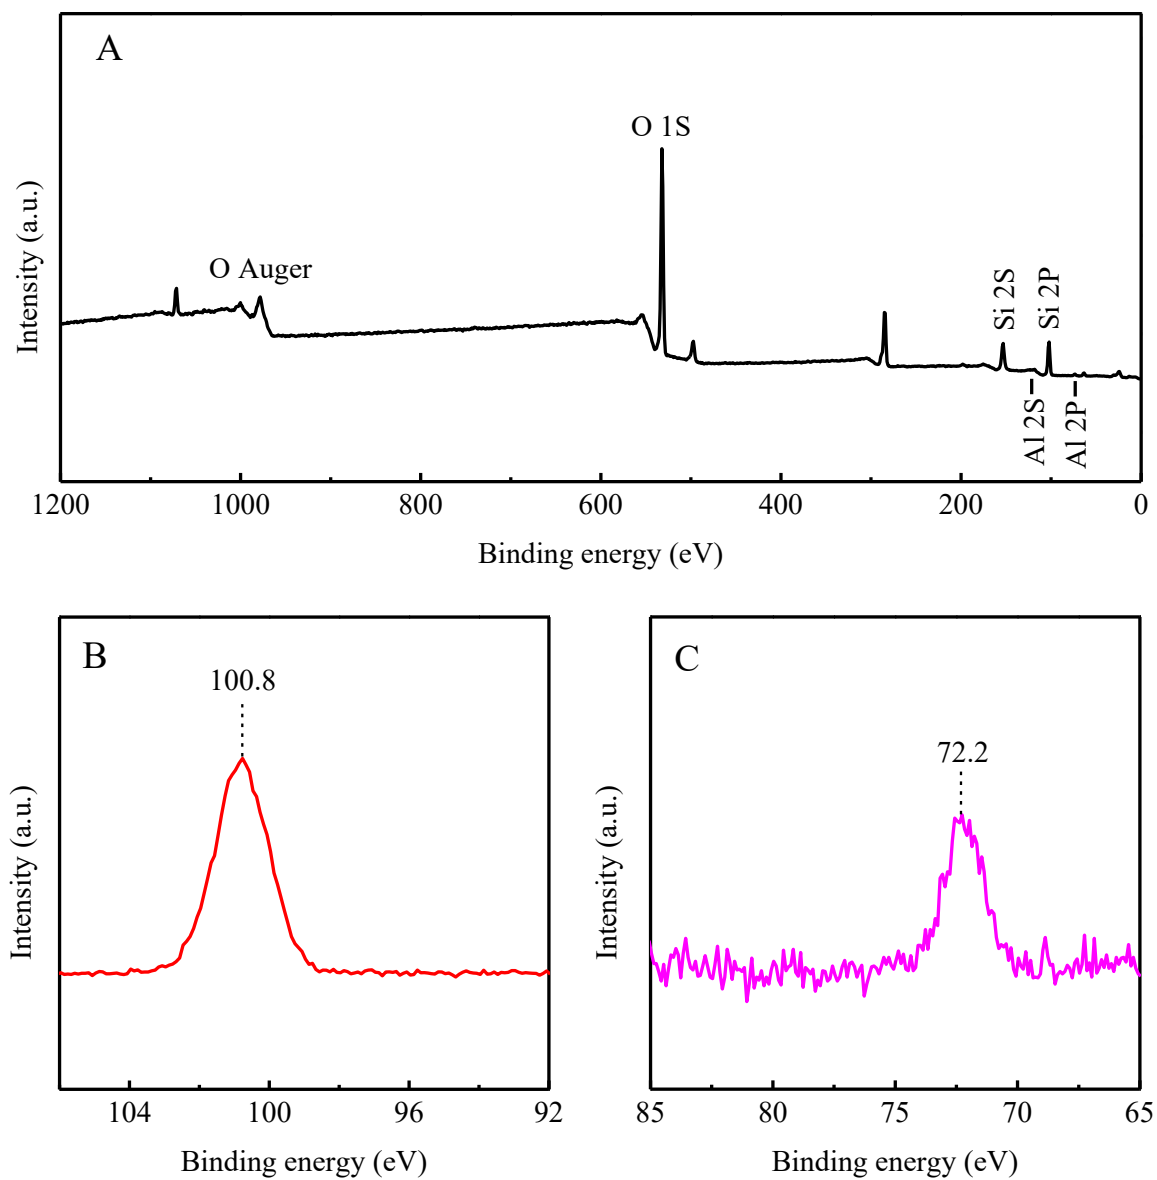 A
O 1S
O Auger
Si 2S
Si 2P
Al 2S
Al 2P
Intensity (a.u.)
1200 1000 800 600 400 200 0
Binding energy (eV)
B
100.8
Intensity (a.u.)
104 100 96 92
Binding energy (eV)
C
72.2
Intensity (a.u.)
85 80 75 70 65
Binding energy (eV)